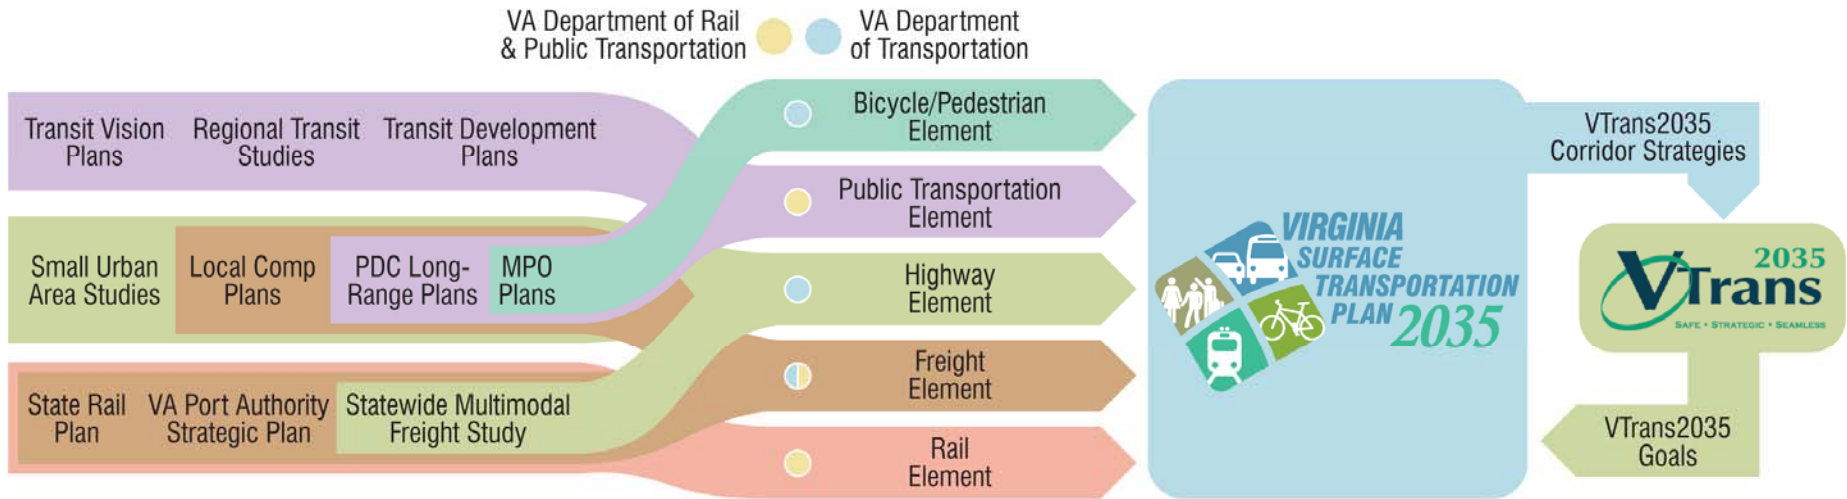 VA Department of Rail
& Public Transportation
VA Department
of Transportation
Transit Vision
Plans
Regional Transit
Studies
Transit Development
Plans
Small Urban
Area Studies
Local Comp
Plans
PDC Long-
Range Plans
MPO
Plans
State Rail
Plan
VA Port Authority
Strategic Plan
Statewide Multimodal
Freight Study
Bicycle/Pedestrian
Element
Public Transportation
Element
Highway
Element
Freight
Element
Rail
Element
VIRGINIA
SURFACE
TRANSPORTATION
PLAN 2035
VTrans2035
Corridor Strategies
2035
VTrans
SAFE • STRATEGIC • SEAMLESS
VTrans2035
Goals